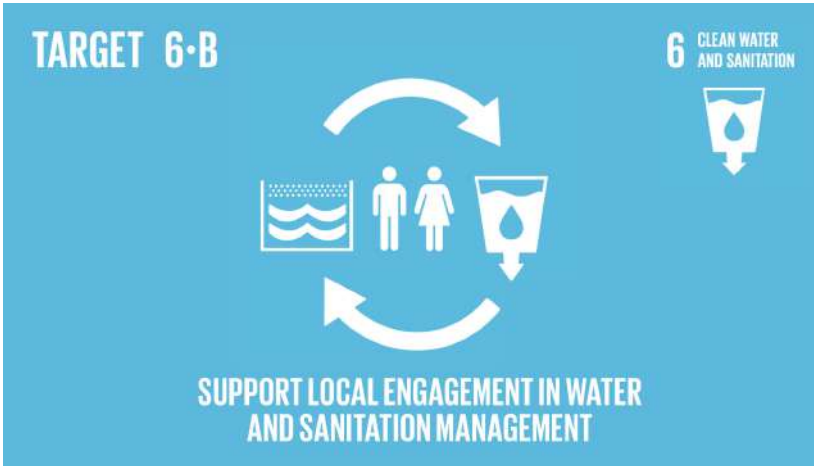 TARGET 6•B
6 CLEAN WATER
AND SANITATION
SUPPORT LOCAL ENGAGEMENT IN WATER
AND SANITATION MANAGEMENT